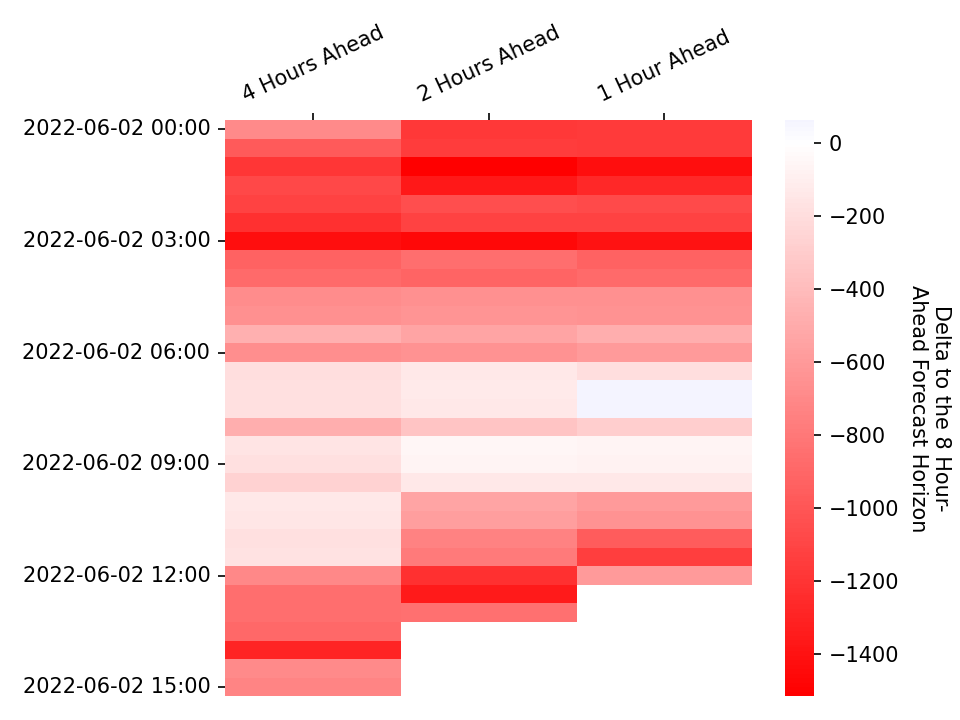 4 Hours Ahead
2 Hours Ahead
1 Hour Ahead
2022-06-02 00:00
2022-06-02 03:00
2022-06-02 06:00
2022-06-02 09:00
2022-06-02 12:00
2022-06-02 15:00
0
−200
−400
−600
−800
−1000
−1200
−1400
Delta to the 8 Hour-
Ahead Forecast Horizon